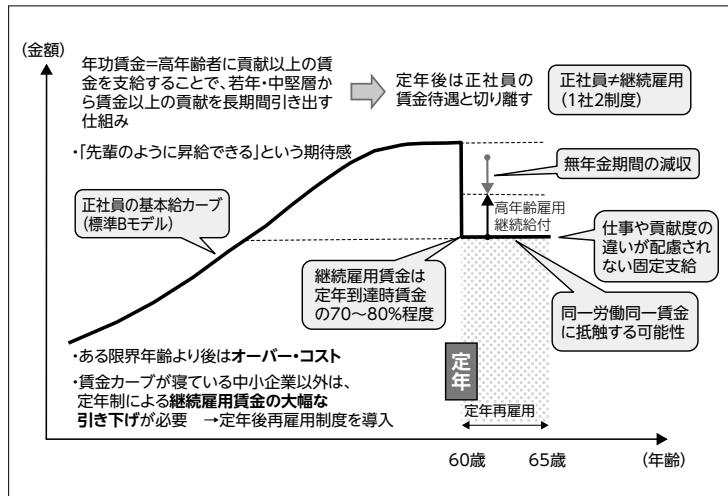 (金額)
年功賃金=高年齢者に貢献以上の賃
金を支給することで、若年・中堅層か
ら賃金以上の貢献を長期間引き出す
仕組み
定年後は正社員の
賃金待遇と切り離す
正社員≠継続雇用
(1社2制度)
・「先輩のように昇給できる」という期待感
無年金期間の減収
正社員の基本給カーブ
(標準Bモデル)
高年齢雇用
継続給付
仕事や貢献度の
違いが配慮され
ない固定支給
継続雇用賃金は
定年到達時賃金
の70〜80%程度
同一労働同一賃金
に抵触する可能性
・ある限界年齢より後はオーバー・コスト
・賃金カーブが寝ている中小企業以外は、
定年制による継続雇用賃金の大幅な
引き下げが必要 →定年後再雇用制度を導入
定年
定年再雇用
60歳
65歳
(年齢)